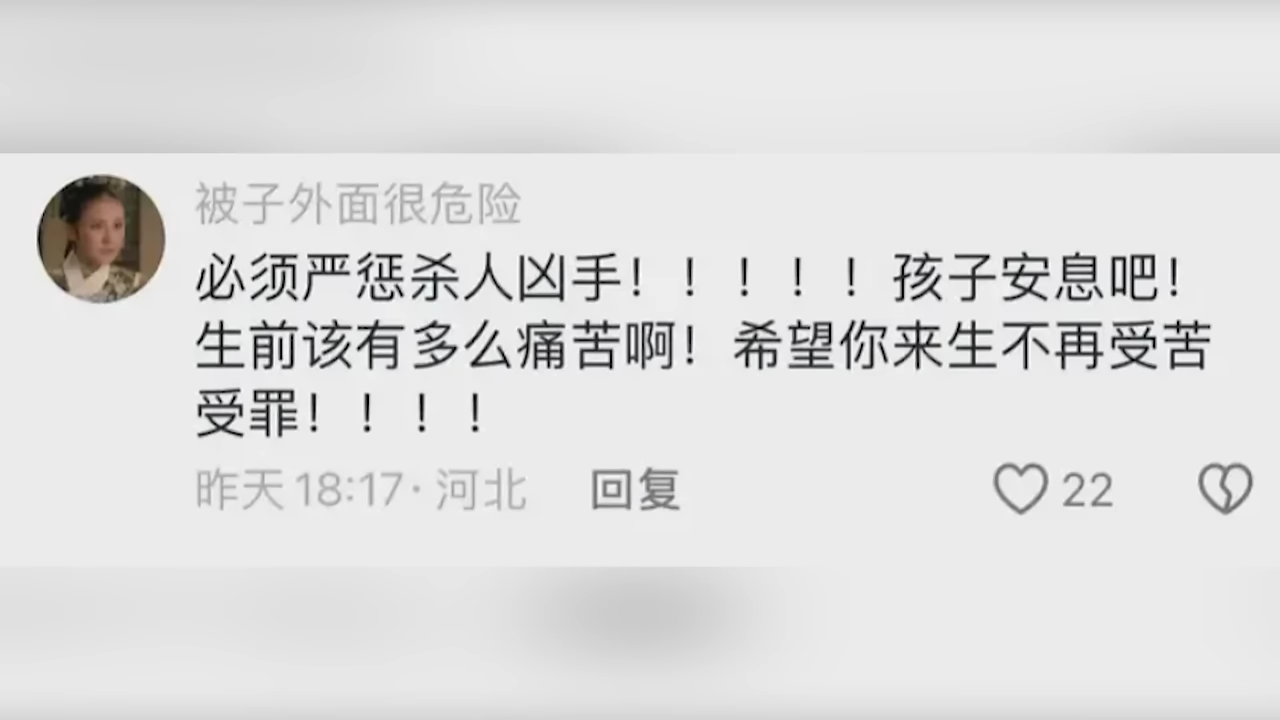 被子外面很危险
必须严惩杀人凶手！！！！！孩子安息吧！
生前该有多么痛苦啊！希望你来生不再受苦
受罪！！！！
昨天18:17·河北 回复 22